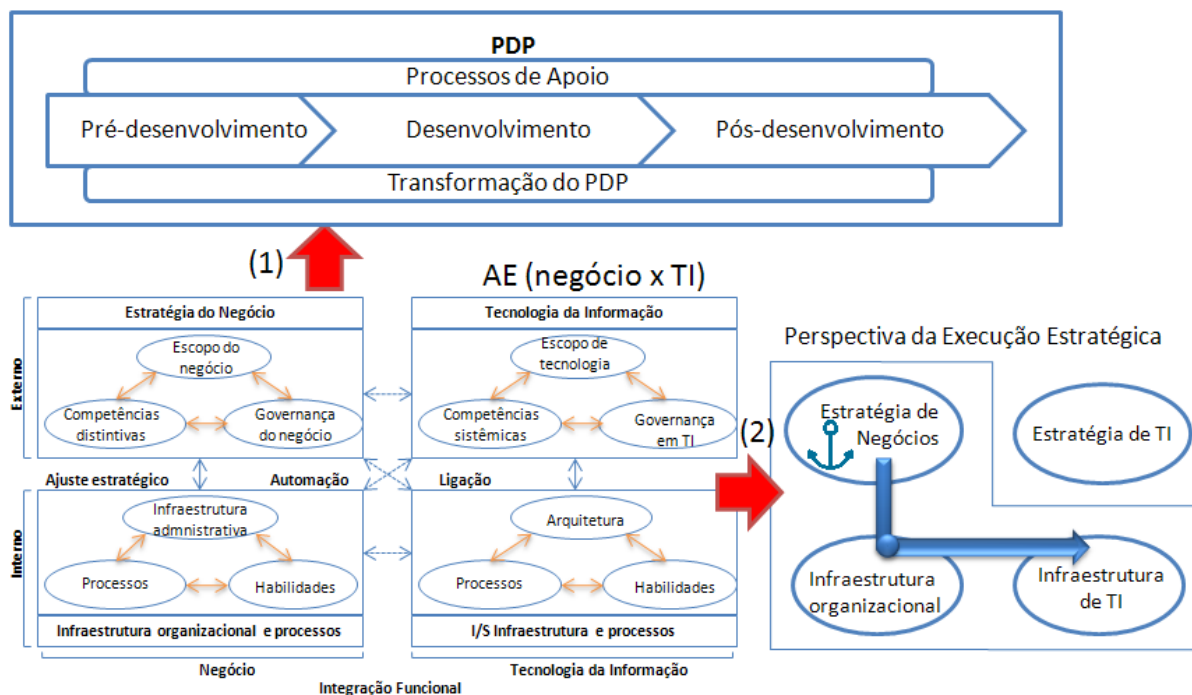 PDP
Processos de Apoio
Pré-desenvolvimento
Desenvolvimento
Pós-desenvolvimento
Transformação do PDP
(1)
AE (negócio x TI)
Externo
Estratégia do Negócio
Escopo do
negócio
Competências
distintivas
Governança
do negócio
Tecnologia da Informação
Escopo de
tecnologia
Competências
sistêmicas
Governança
em TI
Ajuste estratégico
Automação
Ligação
Interno
Infraestrutura
admnistrativa
Processos
Habilidades
Infraestrutura organizacional e processos
Arquitetura
Processos
Habilidades
I/S Infraestrutura e processos
Negócio
Tecnologia da Informação
Integração Funcional
(2)
Perspectiva da Execução Estratégica
Estratégia de
Negócios
Estratégia de TI
Infraestrutura
organizacional
Infraestrutura
de TI